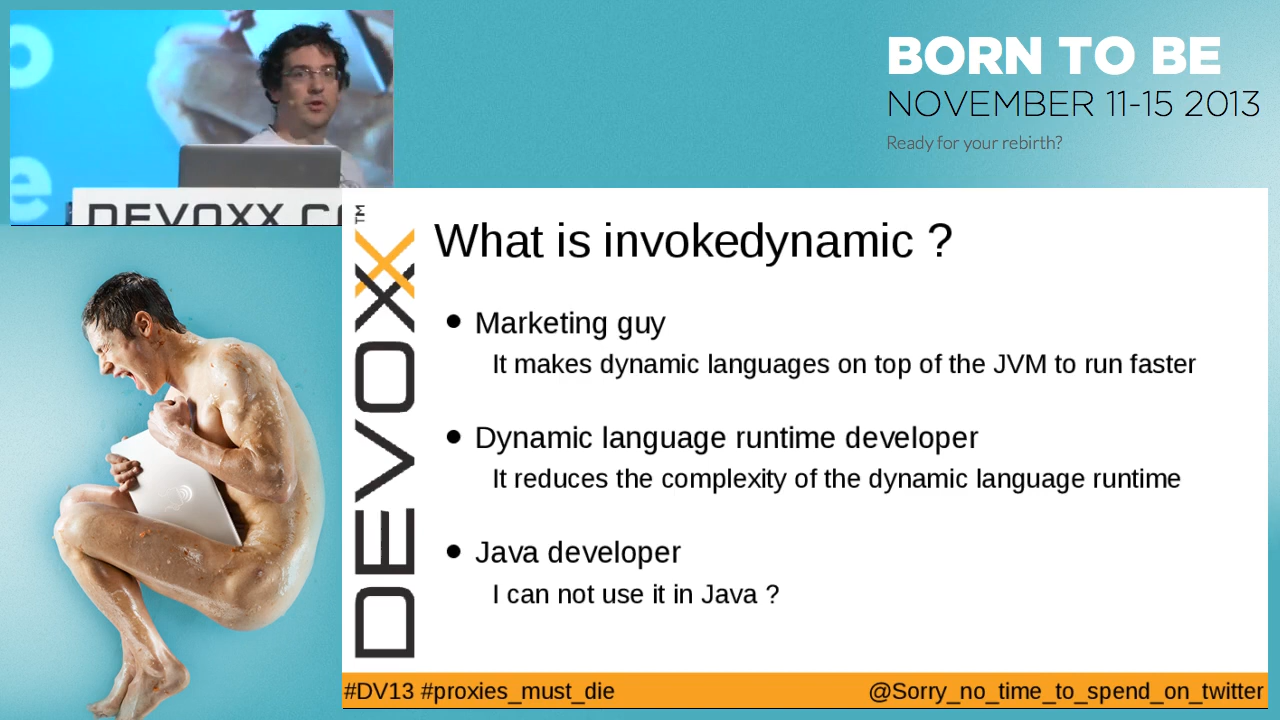 BORN TO BE
NOVEMBER 11-15 2013
Ready for your rebirth?
o
e
DEVOXX.C
DEVOXX™
What is invokedynamic ?
● Marketing guy
It makes dynamic languages on top of the JVM to run faster
● Dynamic language runtime developer
It reduces the complexity of the dynamic language runtime
● Java developer
I can not use it in Java ?
#DV13 #proxies_must_die
@Sorry_no_time_to_spend_on_twitter